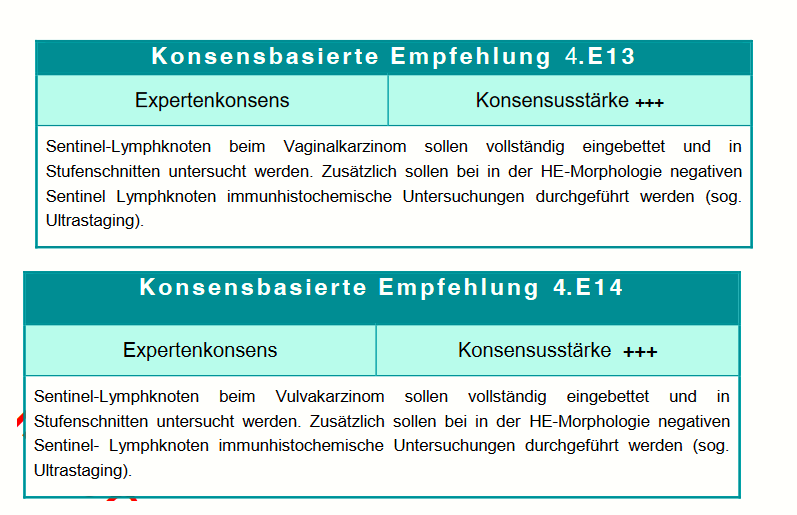 Konsensbasierte Empfehlung 4.E13
Expertenkonsens
Konsensusstärke +++
Sentinel-Lymphknoten beim Vaginalkarzinom sollen vollständig eingebettet und in
Stufenschnitten untersucht werden. Zusätzlich sollen bei in der HE-Morphologie negativen
Sentinel Lymphknoten immunhistochemische Untersuchungen durchgeführt werden (sog.
Ultrastaging).
Konsensbasierte Empfehlung 4.E14
Expertenkonsens
Konsensusstärke +++
Sentinel-Lymphknoten beim Vulvakarzinom sollen vollständig eingebettet und in
Stufenschnitten untersucht werden. Zusätzlich sollen bei in der HE-Morphologie negativen
Sentinel- Lymphknoten immunhistochemische Untersuchungen durchgeführt werden (sog.
Ultrastaging).